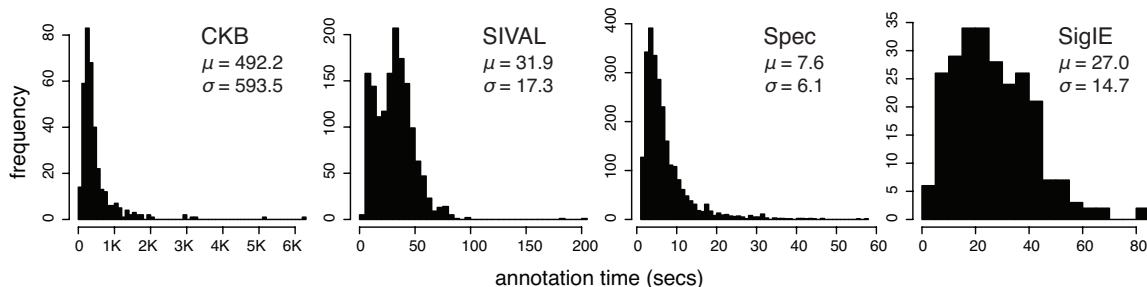 CKB
μ = 492.2
σ = 593.5
SIVAL
μ = 31.9
σ = 17.3
Spec
μ = 7.6
σ = 6.1
SigIE
μ = 27.0
σ = 14.7
frequency
0 20 40 60 80
0 50 100 150 200
0 100 200 300 400
0 5 10 15 20 25 30 35
0 1K 2K 3K 4K 5K 6K
0 50 100 150 200
0 10 20 30 40 50 60
0 20 40 60 80
annotation time (secs)